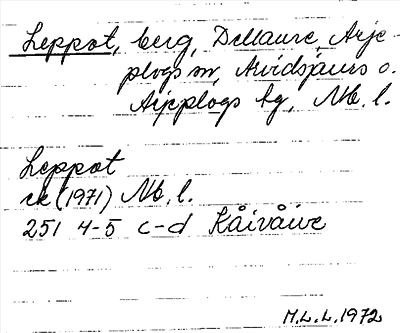 Leppot, berg, Dellaure, Arje-
plogs sn, Arvidsjaurs o.
Arjeplogs tg, Nb. l.
Leppot
ek (1971) Nb. l.
251 4-5 c-d Kåivåive
M.L.L. 1972